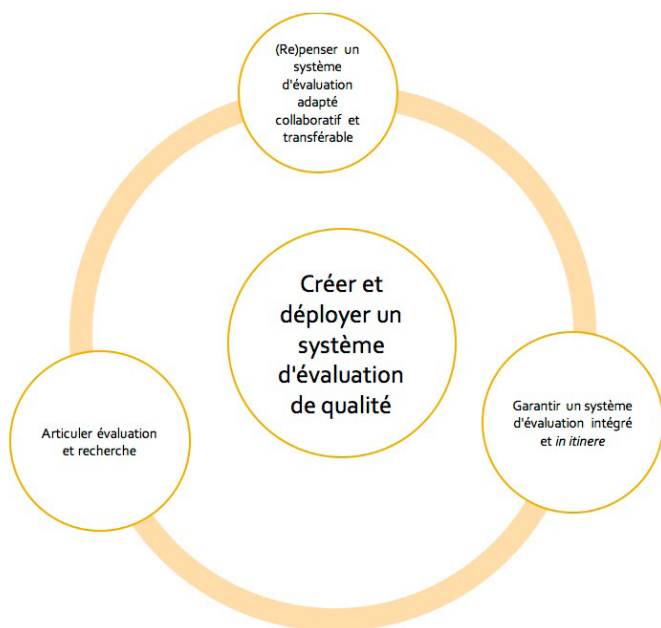 (Re)penser un
système
d'évaluation
adapté
collaboratif et
transférable
Créer et
déployer un
système
d'évaluation
de qualité
Articuler évaluation
et recherche
Garantir un système
d'évaluation intégré
et in itinere